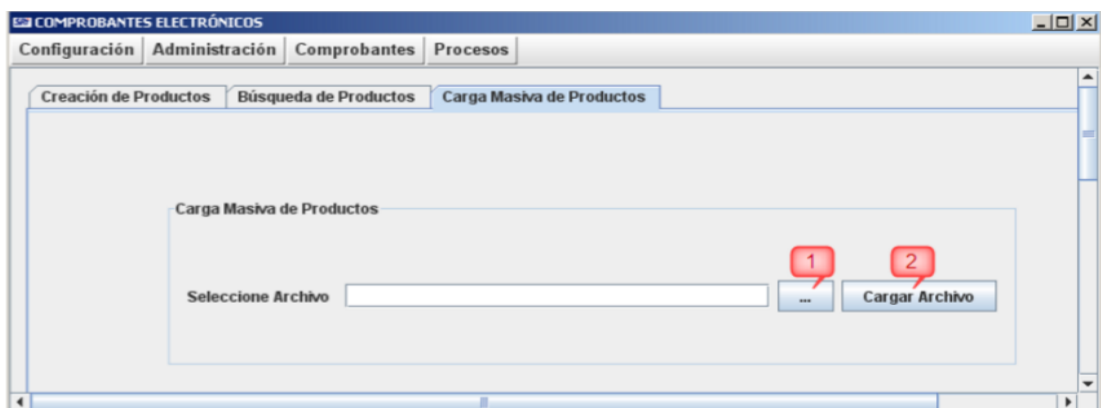 COMPROBANTES ELECTRÓNICOS
Configuración Administración Comprobantes Procesos
Creación de Productos Búsqueda de Productos Carga Masiva de Productos
Carga Masiva de Productos
1 2
Seleccione Archivo ... Cargar Archivo